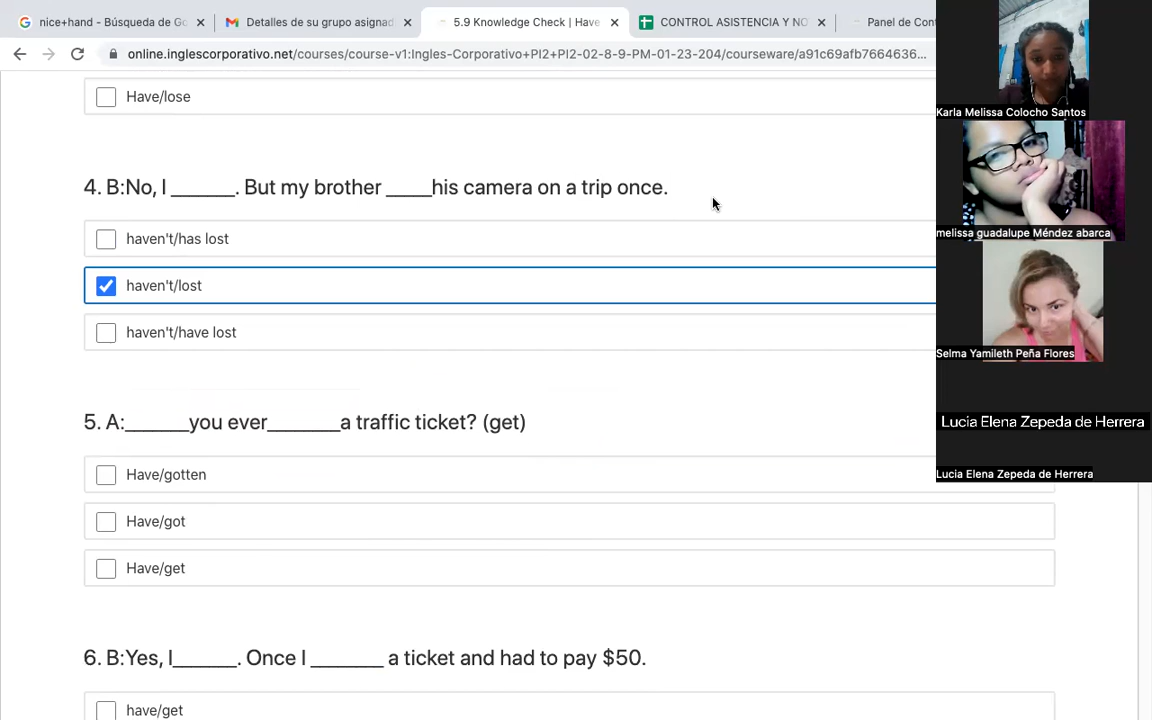 nice+hand - Búsqueda de Go
Detalles de su grupo asignad
5.9 Knowledge Check | Have
CONTROL ASISTENCIA Y NO
Panel de Cont
online.inglescorporativo.net/courses/course-v1:Ingles-Corporativo+PI2+PI2-02-8-9-PM-01-23-204/courseware/a91c69afb7664636...
Have/lose
4. B:No, I _______. But my brother _____his camera on a trip once.
haven't/has lost
haven't/lost
haven't/have lost
5. A:_______you ever________a traffic ticket? (get)
Have/gotten
Have/got
Have/get
6. B:Yes, I_______. Once I ________ a ticket and had to pay $50.
have/get
Karla Melissa Colocho Santos
melissa guadalupe Méndez abarca
Selma Yamileth Peña Flores
Lucia Elena Zepeda de Herrera
Lucia Elena Zepeda de Herrera